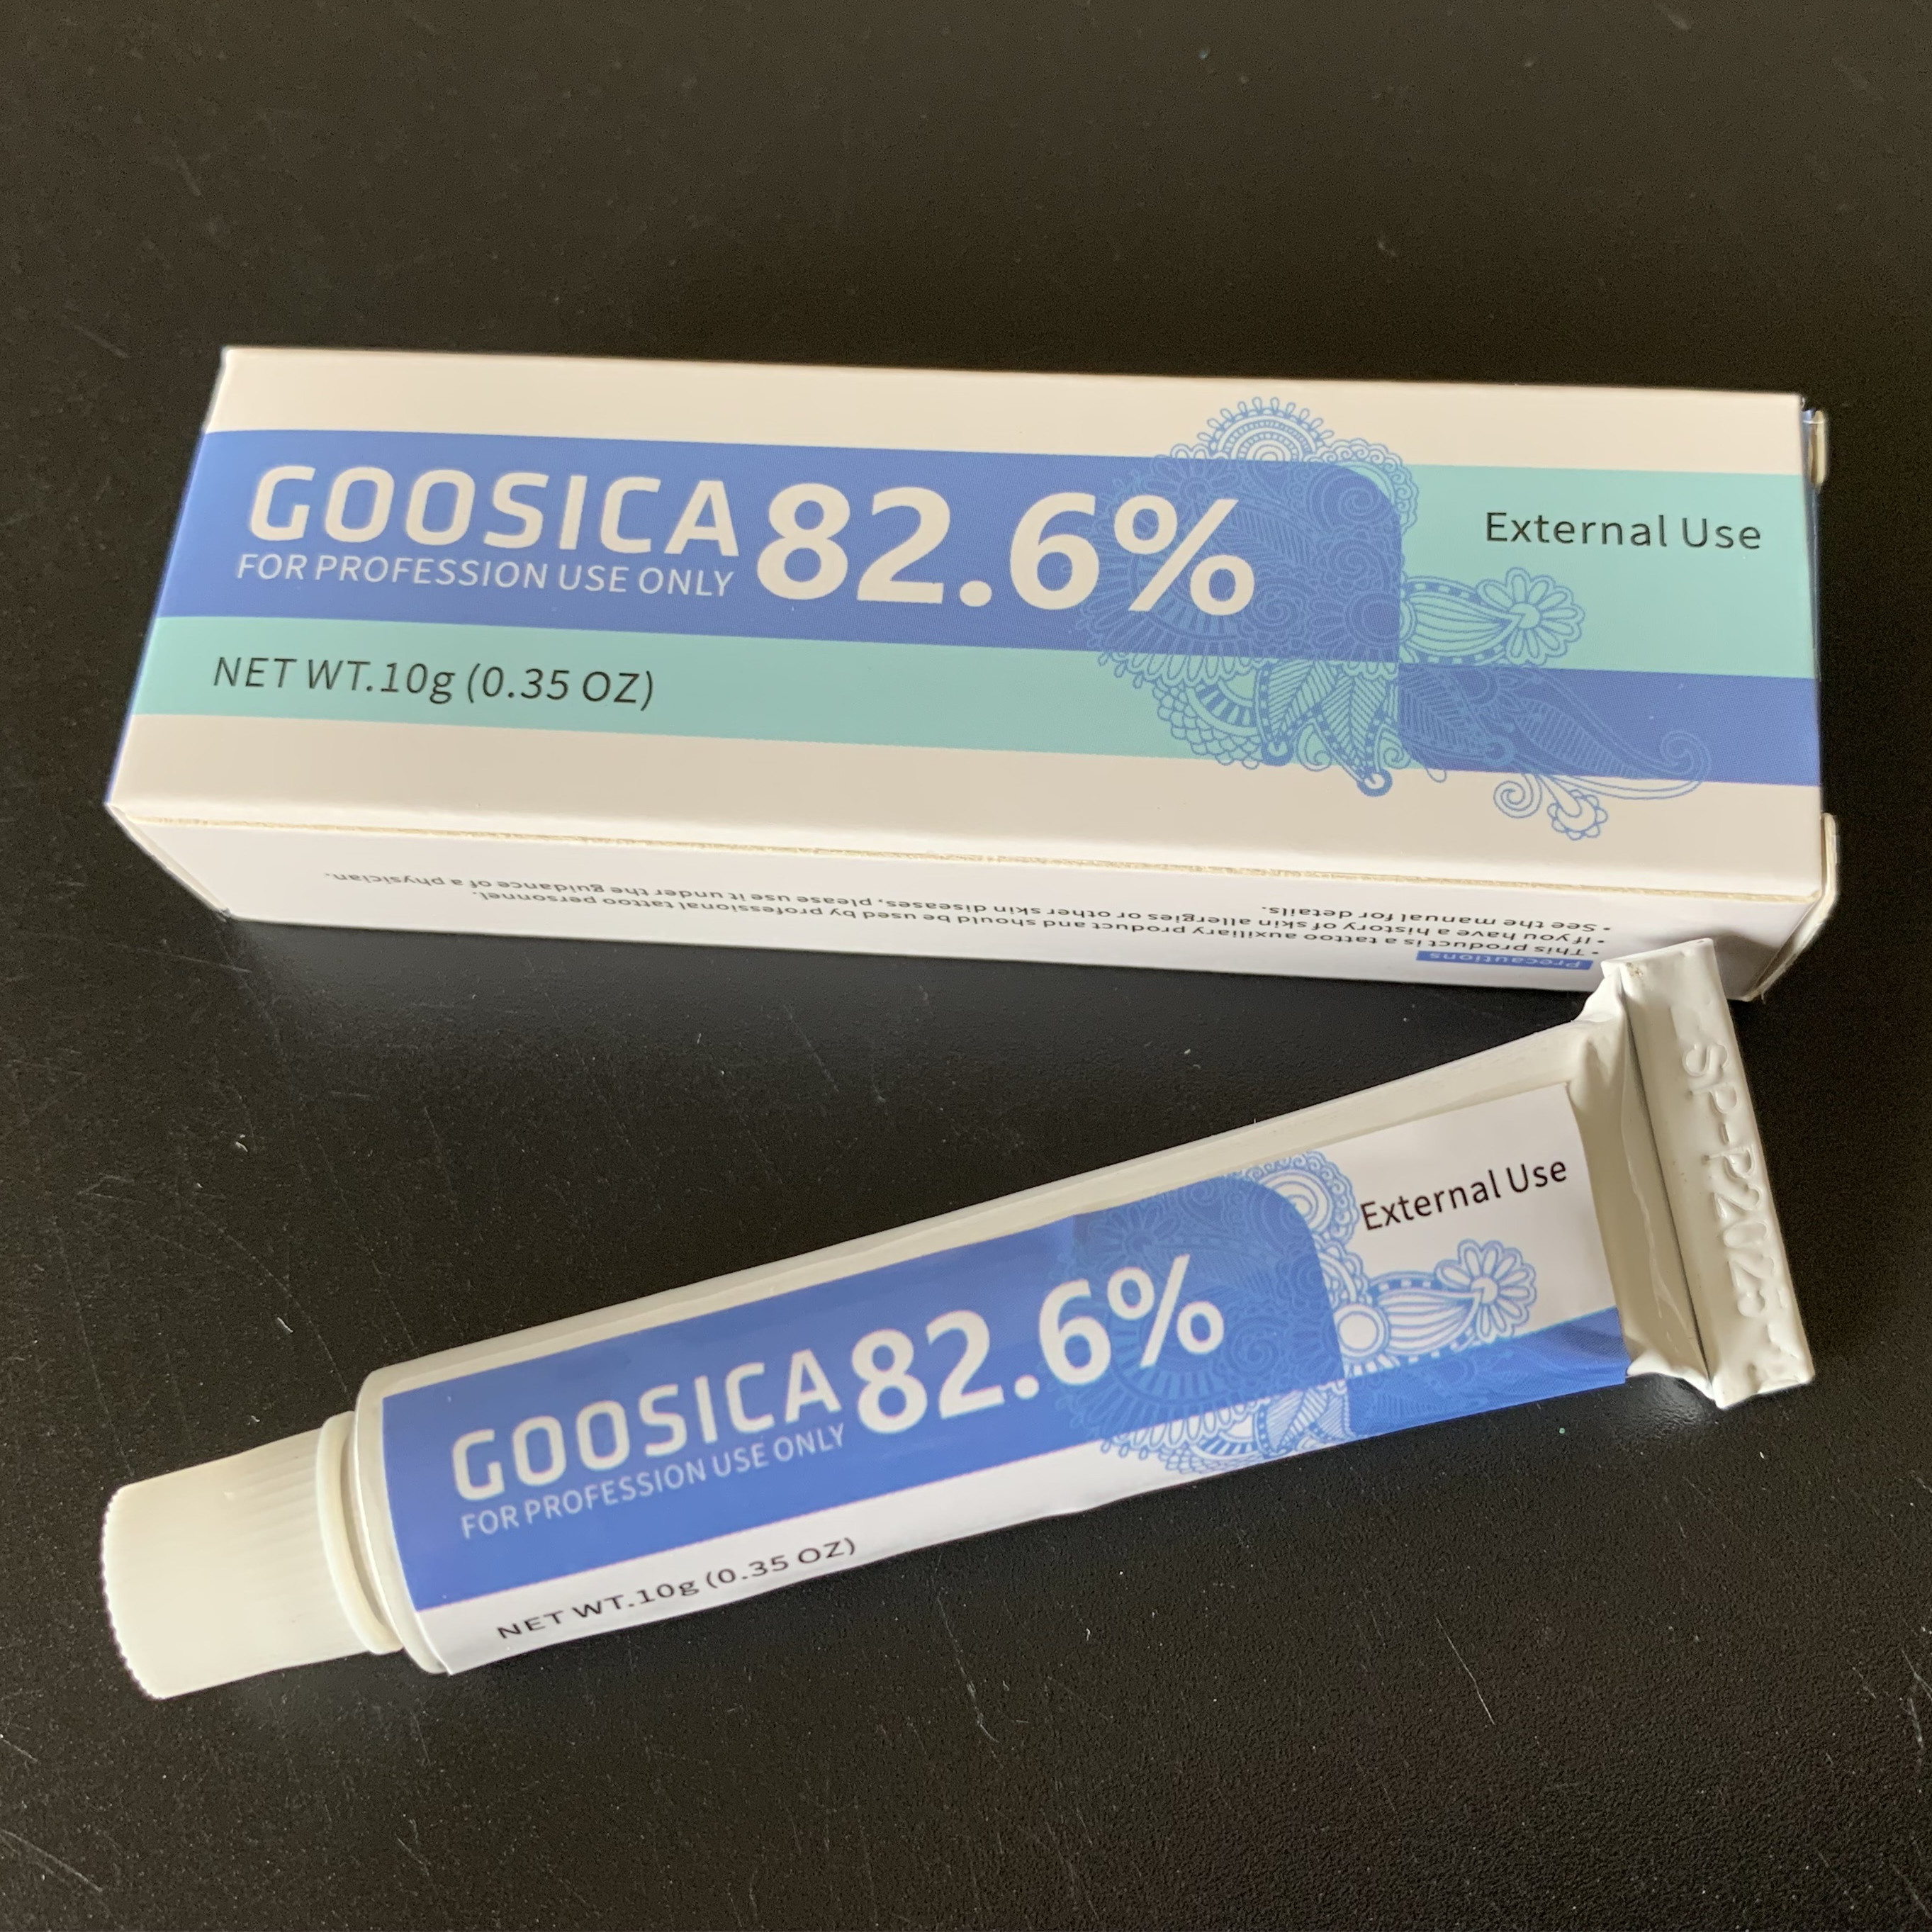 GOOSICA 82.6%
FOR PROFESSION USE ONLY
External Use
NET WT.10g (0.35 OZ)
Precautions
• This product is a tattoo auxiliary product and should be used by professional tattoo personnel.
• If you have a history of skin allergies or other skin diseases, please use it under the guidance of a physician.
• See the manual for details.
GOOSICA 82.6%
FOR PROFESSION USE ONLY
External Use
NET WT.10g (0.35 OZ)